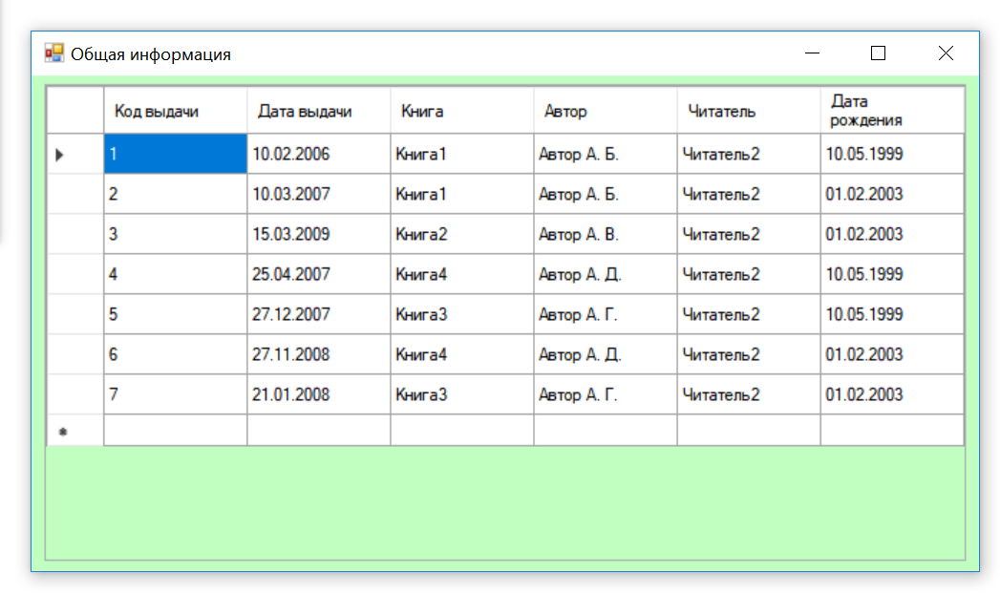 Общая информация
Код выдачи Дата выдачи Книга Автор Читатель Дата рождения
1 10.02.2006 Книга1 Автор А. Б. Читатель2 10.05.1999
2 10.03.2007 Книга1 Автор А. Б. Читатель2 01.02.2003
3 15.03.2009 Книга2 Автор А. В. Читатель2 01.02.2003
4 25.04.2007 Книга4 Автор А. Д. Читатель2 10.05.1999
5 27.12.2007 Книга3 Автор А. Г. Читатель2 10.05.1999
6 27.11.2008 Книга4 Автор А. Д. Читатель2 01.02.2003
7 21.01.2008 Книга3 Автор А. Г. Читатель2 01.02.2003